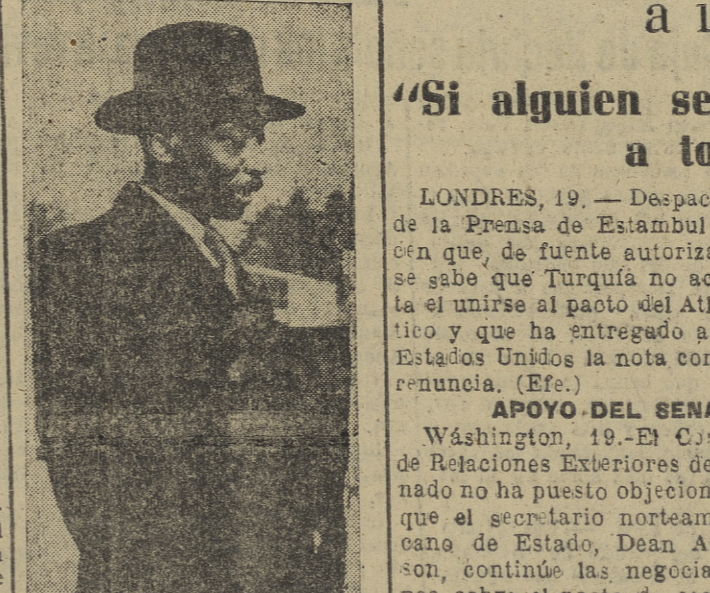 a
“Si alguien se
a to
LONDRES, 19. — Despac
de la Prensa de Estambul
cen que, de fuente autoriza
se sabe que Turquía no ac
ta el unirse al pacto del Atl
tico y que ha entregado a
Estados Unidos la nota con
renuncia. (Efe.)
APOYO DEL SENA
Wáshington, 19.-El Co
de Relaciones Exteriores de
nado no ha puesto objecion
que el secretario norteam
cano de Estado, Dean A
son, continúe las negocia